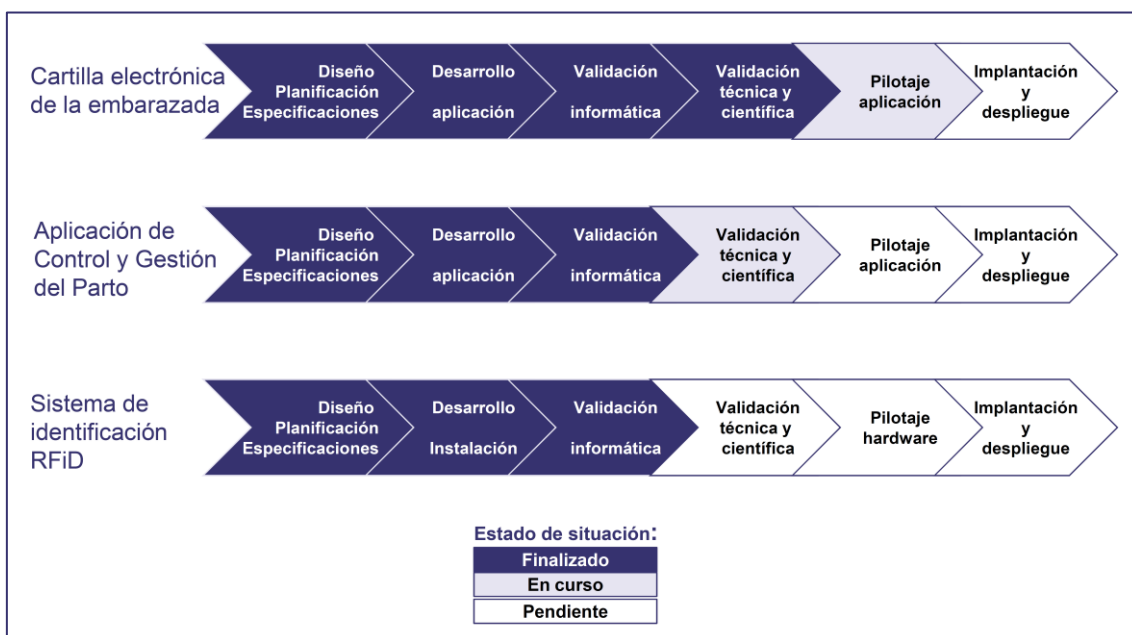 Cartilla electrónica
de la embarazada
Diseño
Planificación
Especificaciones
Desarrollo
aplicación
Validación
informática
Validación
técnica y
científica
Pilotaje
aplicación
Implantación
y
despliegue
Aplicación de
Control y Gestión
del Parto
Diseño
Planificación
Especificaciones
Desarrollo
aplicación
Validación
informática
Validación
técnica y
científica
Pilotaje
aplicación
Implantación
y
despliegue
Sistema de
identificación
RFiD
Diseño
Planificación
Especificaciones
Desarrollo
Instalación
Validación
informática
Validación
técnica y
científica
Pilotaje
hardware
Implantación
y
despliegue
Estado de situación:
Finalizado
En curso
Pendiente